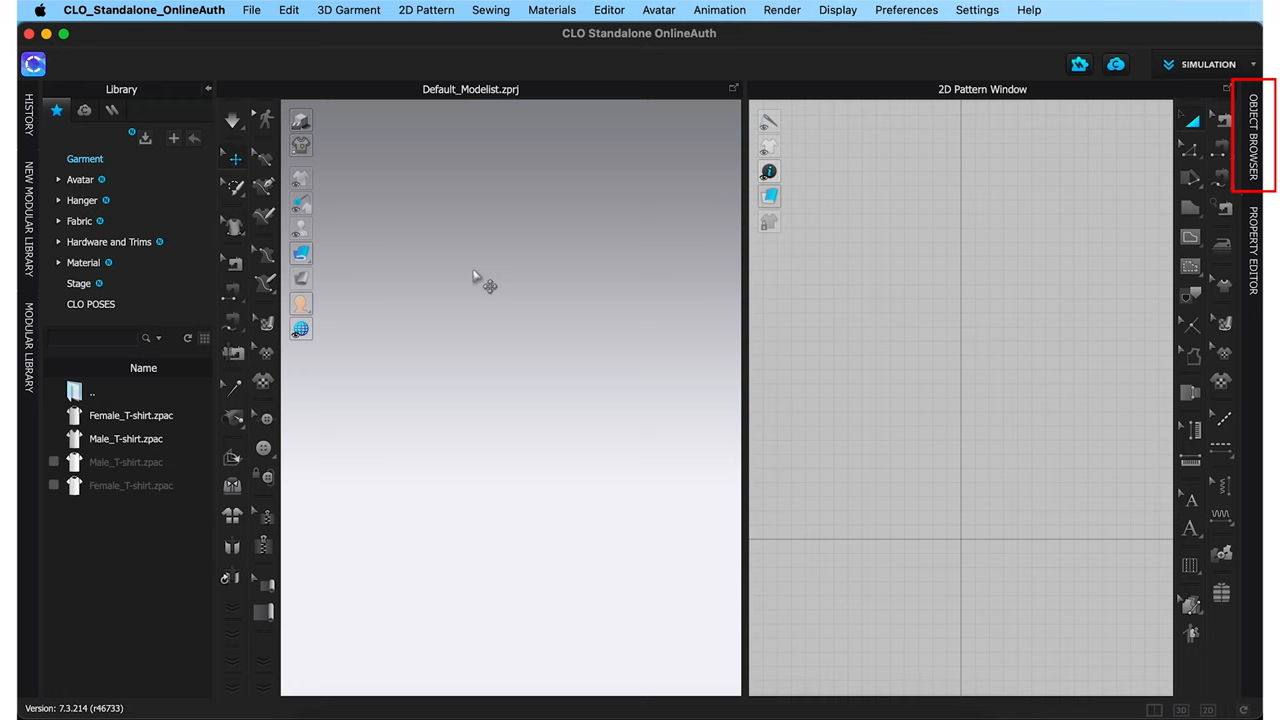 CLO_Standalone_OnlineAuth File Edit 3D Garment 2D Pattern Sewing Materials Editor Avatar Animation Render Display Preferences Settings Help
CLO Standalone OnlineAuth
SIMULATION
HISTORY
NEW MODULAR LIBRARY
MODULAR LIBRARY
Library
Garment
Avatar N
Hanger N
Fabric N
Hardware and Trims N
Material N
Stage N
CLO POSES
Name
..
Female_T-shirt.zpac
Male_T-shirt.zpac
Male_T-shirt.zpac
Female_T-shirt.zpac
Default_Modelist.zprj
2D Pattern Window
OBJECT BROWSER
PROPERTY EDITOR
Version: 7.3.214 (r46733)
3D 2D